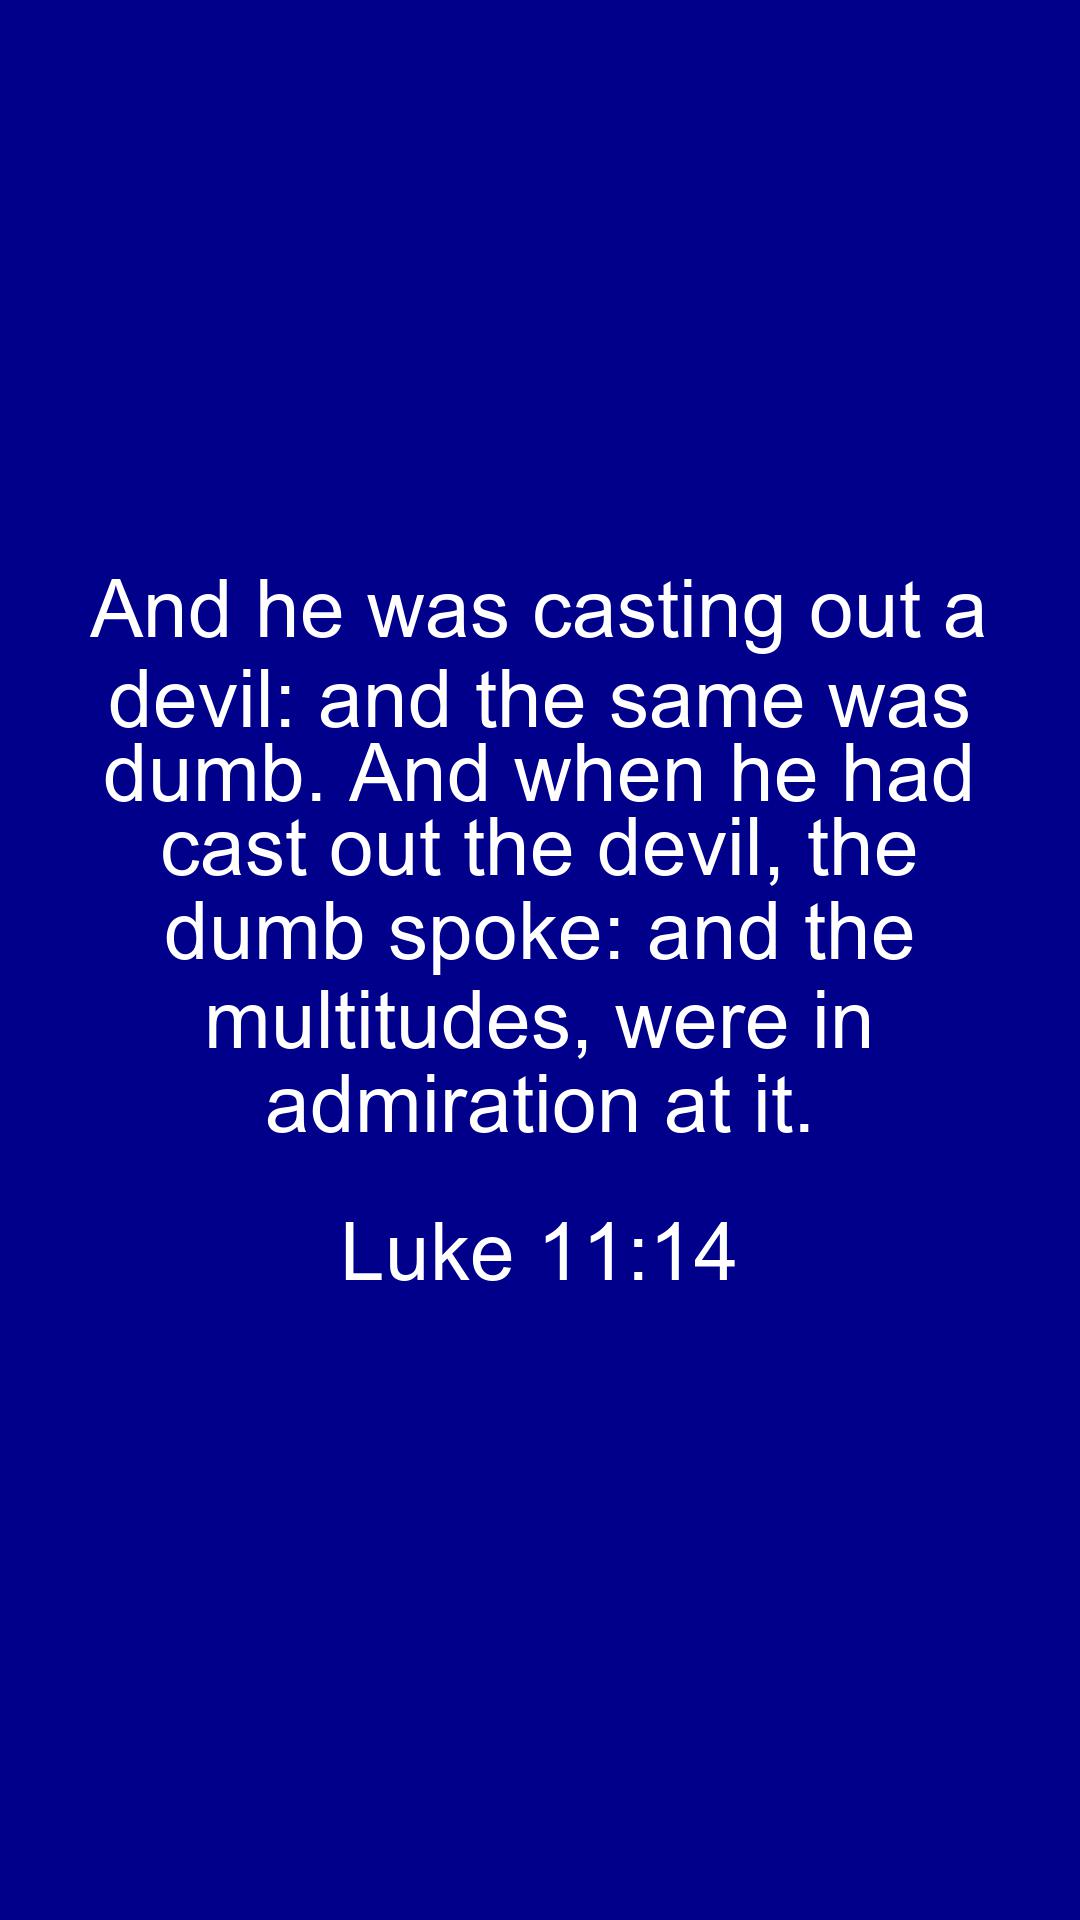 And he was casting out a
devil: and the same was
dumb. And when he had
cast out the devil, the
dumb spoke: and the
multitudes, were in
admiration at it.
Luke 11:14